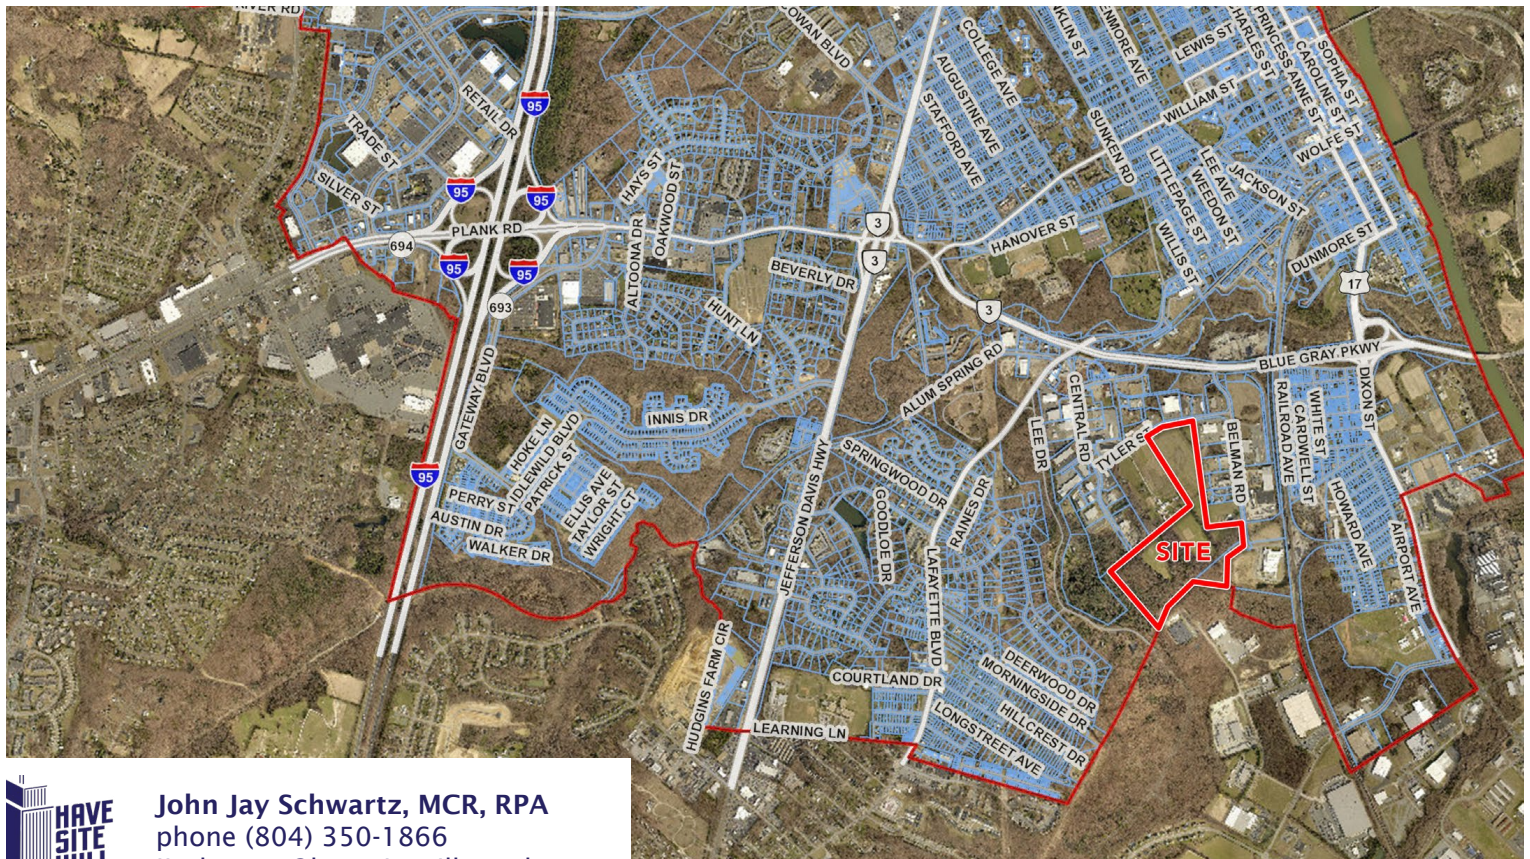 RIVER RD
COWAN BLVD
COLLEGE AVE
AUGUSTINE AVE
STAFFORD AVE
KENMORE AVE
LEWIS ST
CHARLES ST
PRINCESS ANNE ST
CAROLINE ST
SOPHIA ST
WILLIAM ST
WOLFE ST
SUNKEN RD
LITTLEPAGE ST
LEE AVE
WEEDON ST
JACKSON ST
WILLIS ST
HANOVER ST
DUNMORE ST
RETAIL DR
TRADE ST
SILVER ST
95
95
95
95
95
95
PLANK RD
694
693
HAYS ST
OAKWOOD ST
ALTOONA DR
BEVERLY DR
HUNT LN
3
3
3
17
BLUE GRAY PKWY
DIXON ST
ALUM SPRING RD
GATEWAY BLVD
INNIS DR
HOKE LN
IDLEWILD BLVD
PATRICK ST
PERRY ST
AUSTIN DR
WALKER DR
ELLIS AVE
TAYLOR ST
WRIGHT CT
JEFFERSON DAVIS HWY
SPRINGWOOD DR
GOODLOE DR
RAINES DR
LAFAYETTE BLVD
LEE DR
CENTRAL RD
TYLER ST
BELMAN RD
RAILROAD AVE
WHITE ST
CARDWELL ST
HOWARD AVE
AIRPORT AVE
SITE
HUDGINS FARM CIR
COURTLAND DR
LEARNING LN
DEERWOOD DR
MORNINGSIDE DR
HILLCREST DR
LONGSTREET AVE
HAVE
SITE
John Jay Schwartz, MCR, RPA
phone (804) 350-1866